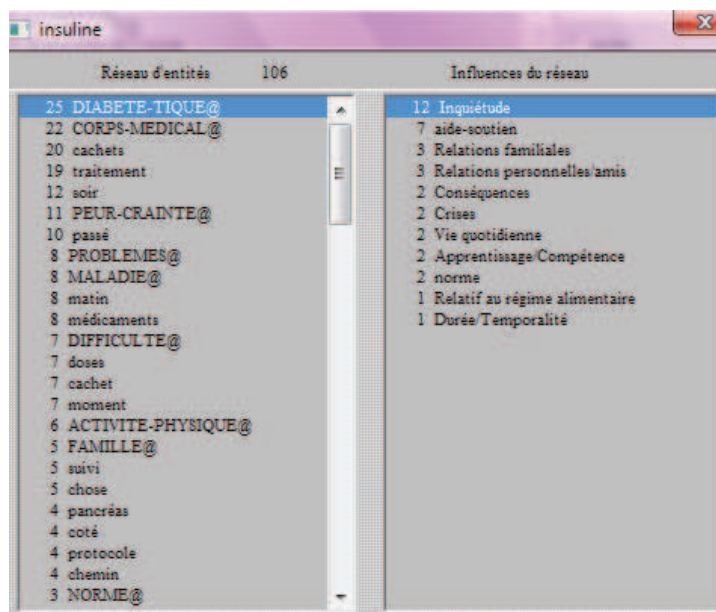 insuline
Réseau d'entités 106 Influences du réseau
25 DIABETE-TIQUE@
22 CORPS-MEDICAL@
20 cachets
19 traitement
12 soir
11 PEUR-CRAINTE@
10 passé
8 PROBLEMES@
8 MALADIE@
8 matin
8 médicaments
7 DIFFICULTE@
7 doses
7 cachet
7 moment
6 ACTIVITE-PHYSIQUE@
5 FAMILLE@
5 suivi
5 chose
4 pancréas
4 coté
4 protocole
4 chemin
3 NORME@
12 Inquiétude
7 aide-soutien
3 Relations familiales
3 Relations personnelles/amis
2 Conséquences
2 Crises
2 Vie quotidienne
2 Apprentissage/Compétence
2 norme
1 Relatif au régime alimentaire
1 Durée/Temporalité